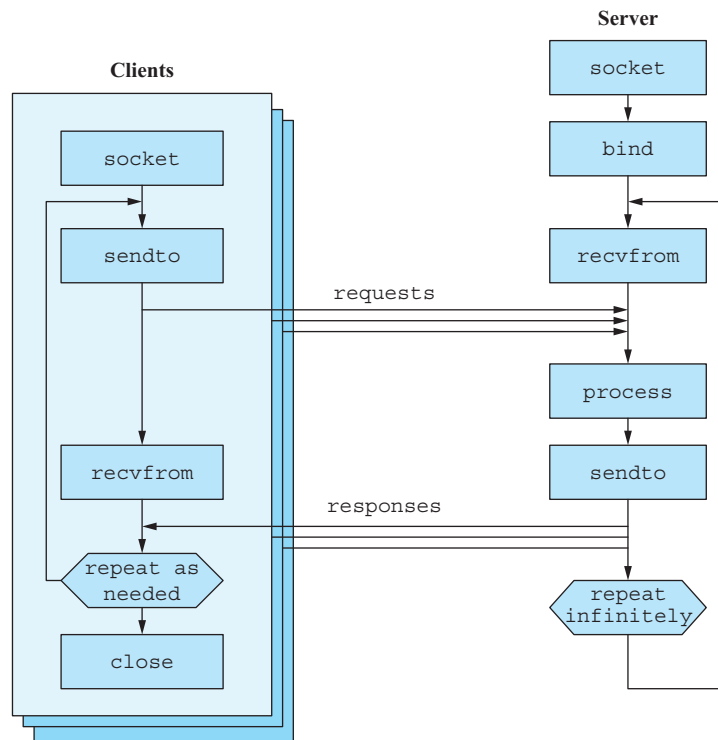 Clients
socket
sendto
recvfrom
repeat as
needed
close
requests
responses
Server
socket
bind
recvfrom
process
sendto
repeat
infinitely